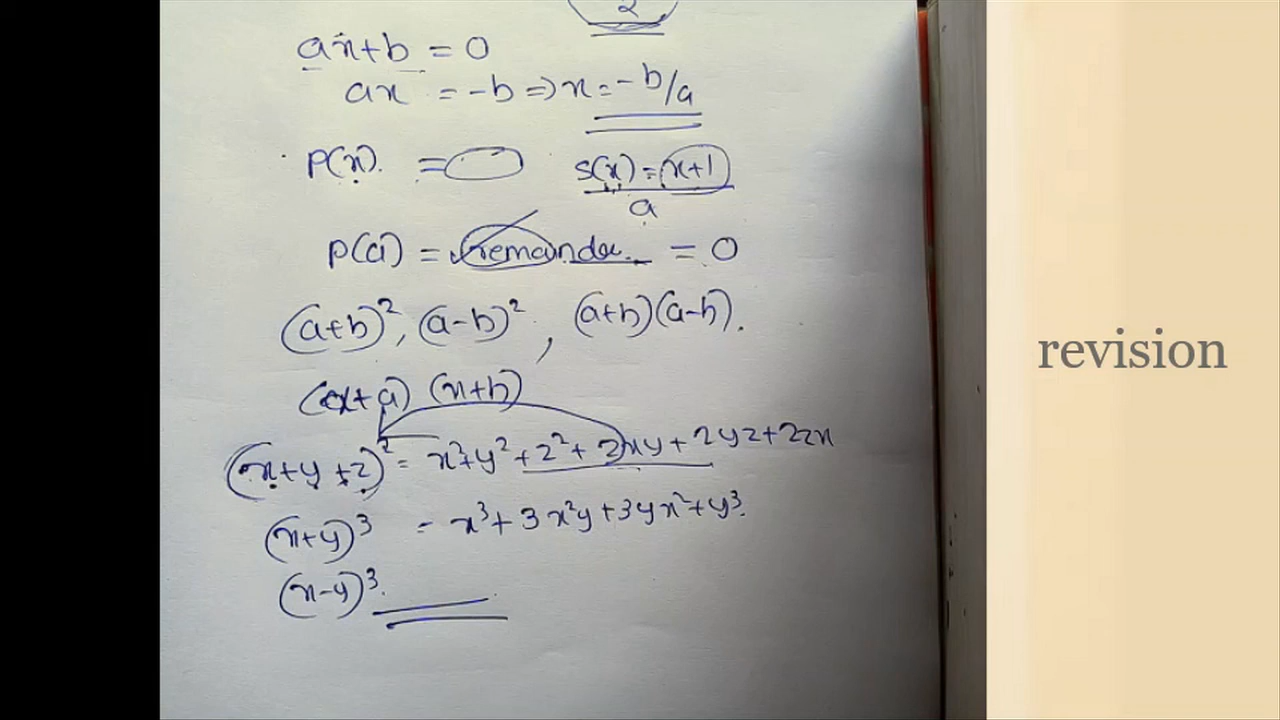 2
ax+b = 0
ax = -b => x = -b/a
P(x) = s(x) = x+1
a
P(a) = remainder = 0
(a+b)², (a-b)², (a+b)(a-b).
(x+a) (x+b)
(x+y+z)² = x²+y²+z²+2xy+2yz+2zx
(x+y)³ = x³+3x²y+3yx²+y³.
(x-y)³.
revision